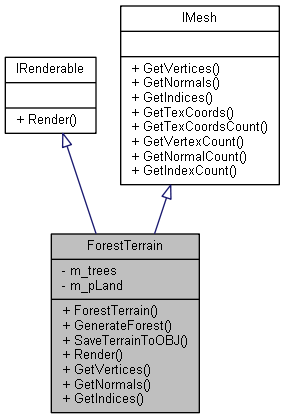 IMesh
+ GetVertices()
+ GetNormals()
+ GetIndices()
+ GetTexCoords()
+ GetTexCoordsCount()
+ GetVertexCount()
+ GetNormalCount()
+ GetIndexCount()
IRenderable
+ Render()
ForestTerrain
- m_trees
- m_pLand
+ ForestTerrain()
+ GenerateForest()
+ SaveTerrainToOBJ()
+ Render()
+ GetVertices()
+ GetNormals()
+ GetIndices()